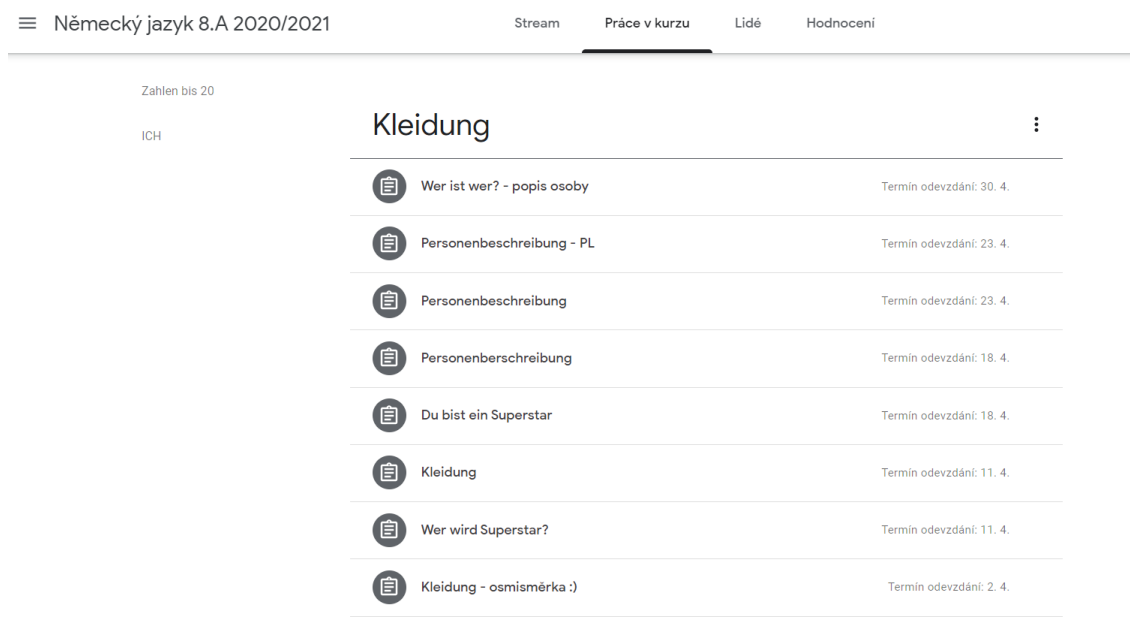 Německý jazyk 8.A 2020/2021 Stream Práce v kurzu Lidé Hodnocení
Zahlen bis 20
ICH
Kleidung
Wer ist wer? - popis osoby Termín odevzdání: 30. 4.
Personenbeschreibung - PL Termín odevzdání: 23. 4.
Personenbeschreibung Termín odevzdání: 23. 4.
Personenberschreibung Termín odevzdání: 18. 4.
Du bist ein Superstar Termín odevzdání: 18. 4.
Kleidung Termín odevzdání: 11. 4.
Wer wird Superstar? Termín odevzdání: 11. 4.
Kleidung - osmisměrka :) Termín odevzdání: 2. 4.